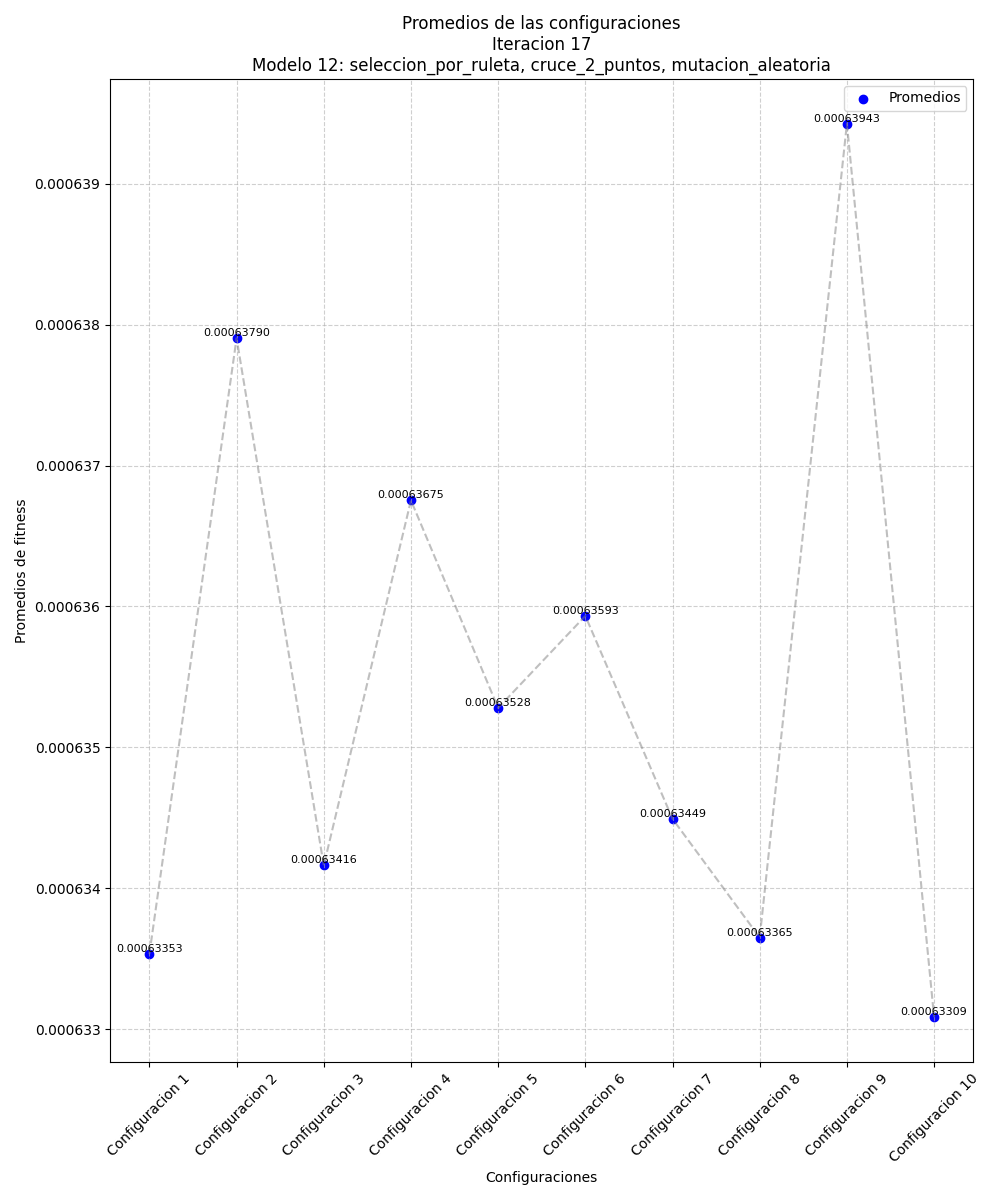 Promedios de las configuraciones
Iteracion 17
Modelo 12: seleccion_por_ruleta, cruce_2_puntos, mutacion_aleatoria
Promedios
0.00063943
0.000639
0.000638
0.00063790
0.000637
0.00063675
0.000636
0.00063593
0.00063528
0.000635
0.00063449
0.00063416
0.000634
0.00063365
0.00063353
0.00063309
0.000633
Promedios de fitness
Configuracion 1
Configuracion 2
Configuracion 3
Configuracion 4
Configuracion 5
Configuracion 6
Configuracion 7
Configuracion 8
Configuracion 9
Configuracion 10
Configuraciones